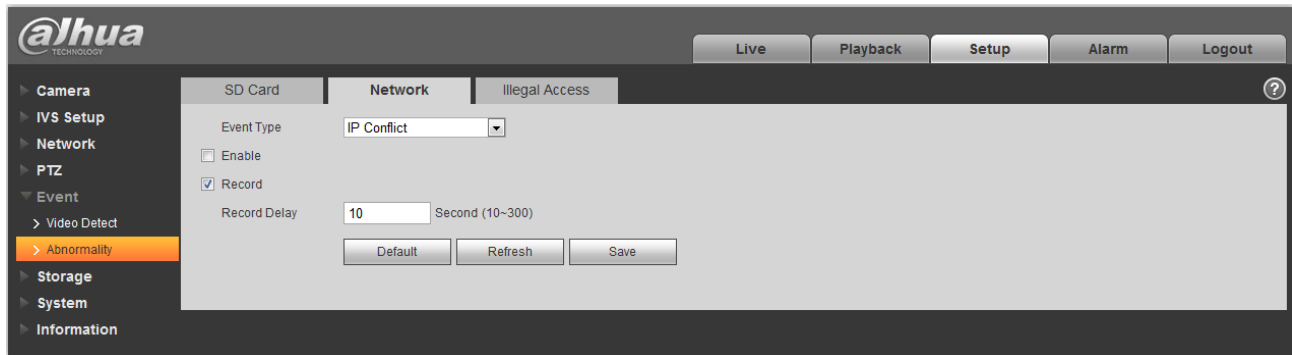 alhua
TECHNOLOGY
Live Playback Setup Alarm Logout
Camera
IVS Setup
Network
PTZ
Event
Video Detect
Abnormality
Storage
System
Information
SD Card Network Illegal Access
?
Event Type IP Conflict
Enable
Record
Record Delay 10 Second (10~300)
Default Refresh Save